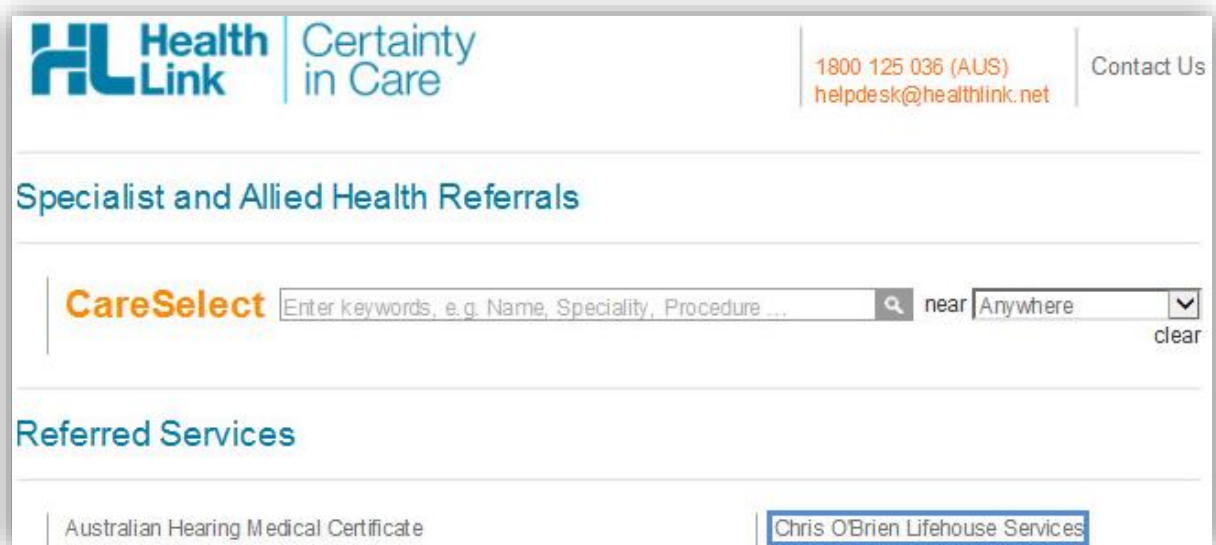 Health Link
Certainty in Care
1800 125 036 (AUS)
helpdesk@healthlink.net
Contact Us
Specialist and Allied Health Referrals
CareSelect
Enter keywords, e.g. Name, Speciality, Procedure ...
near
Anywhere
clear
Referred Services
Australian Hearing Medical Certificate
Chris O'Brien Lifehouse Services